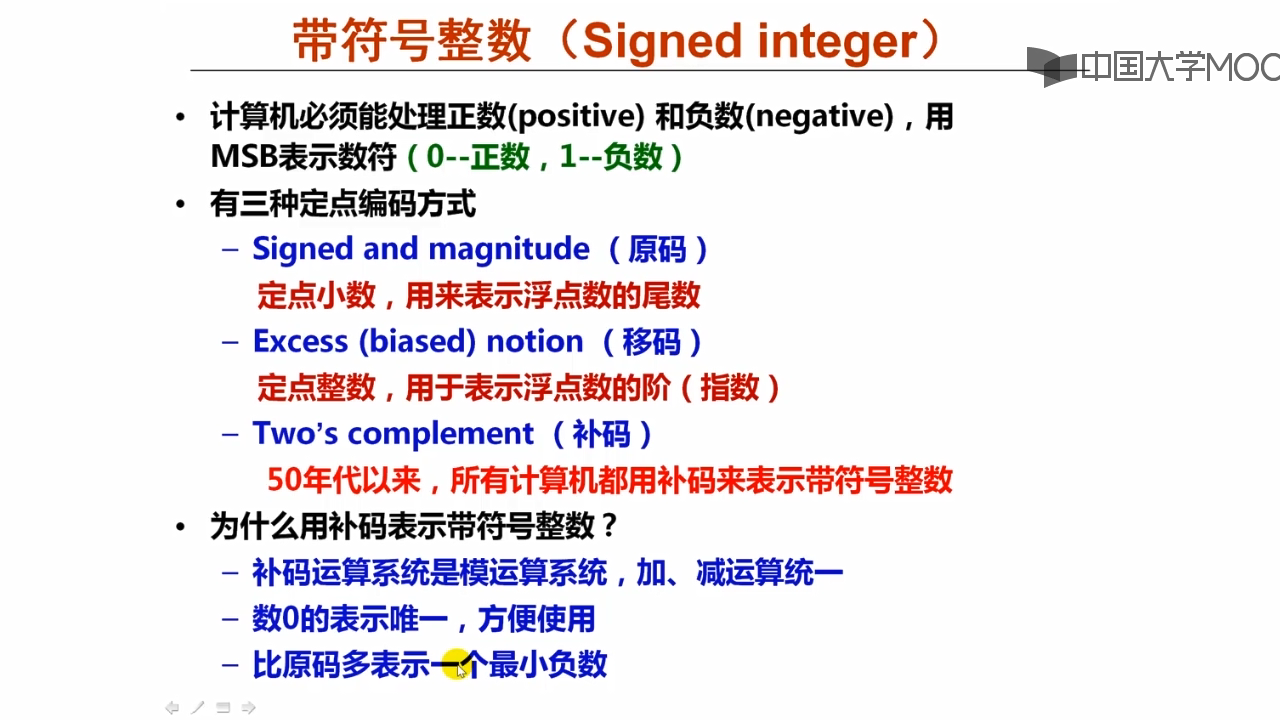 带符号整数（Signed integer）
中国大学MOO
• 计算机必须能处理正数(positive) 和负数(negative)，用
MSB表示数符（0--正数，1--负数）
• 有三种定点编码方式
– Signed and magnitude （原码）
定点小数，用来表示浮点数的尾数
– Excess (biased) notion （移码）
定点整数，用于表示浮点数的阶（指数）
– Two’s complement （补码）
50年代以来，所有计算机都用补码来表示带符号整数
• 为什么用补码表示带符号整数？
– 补码运算系统是模运算系统，加、减运算统一
– 数0的表示唯一，方便使用
– 比原码多表示一个最小负数